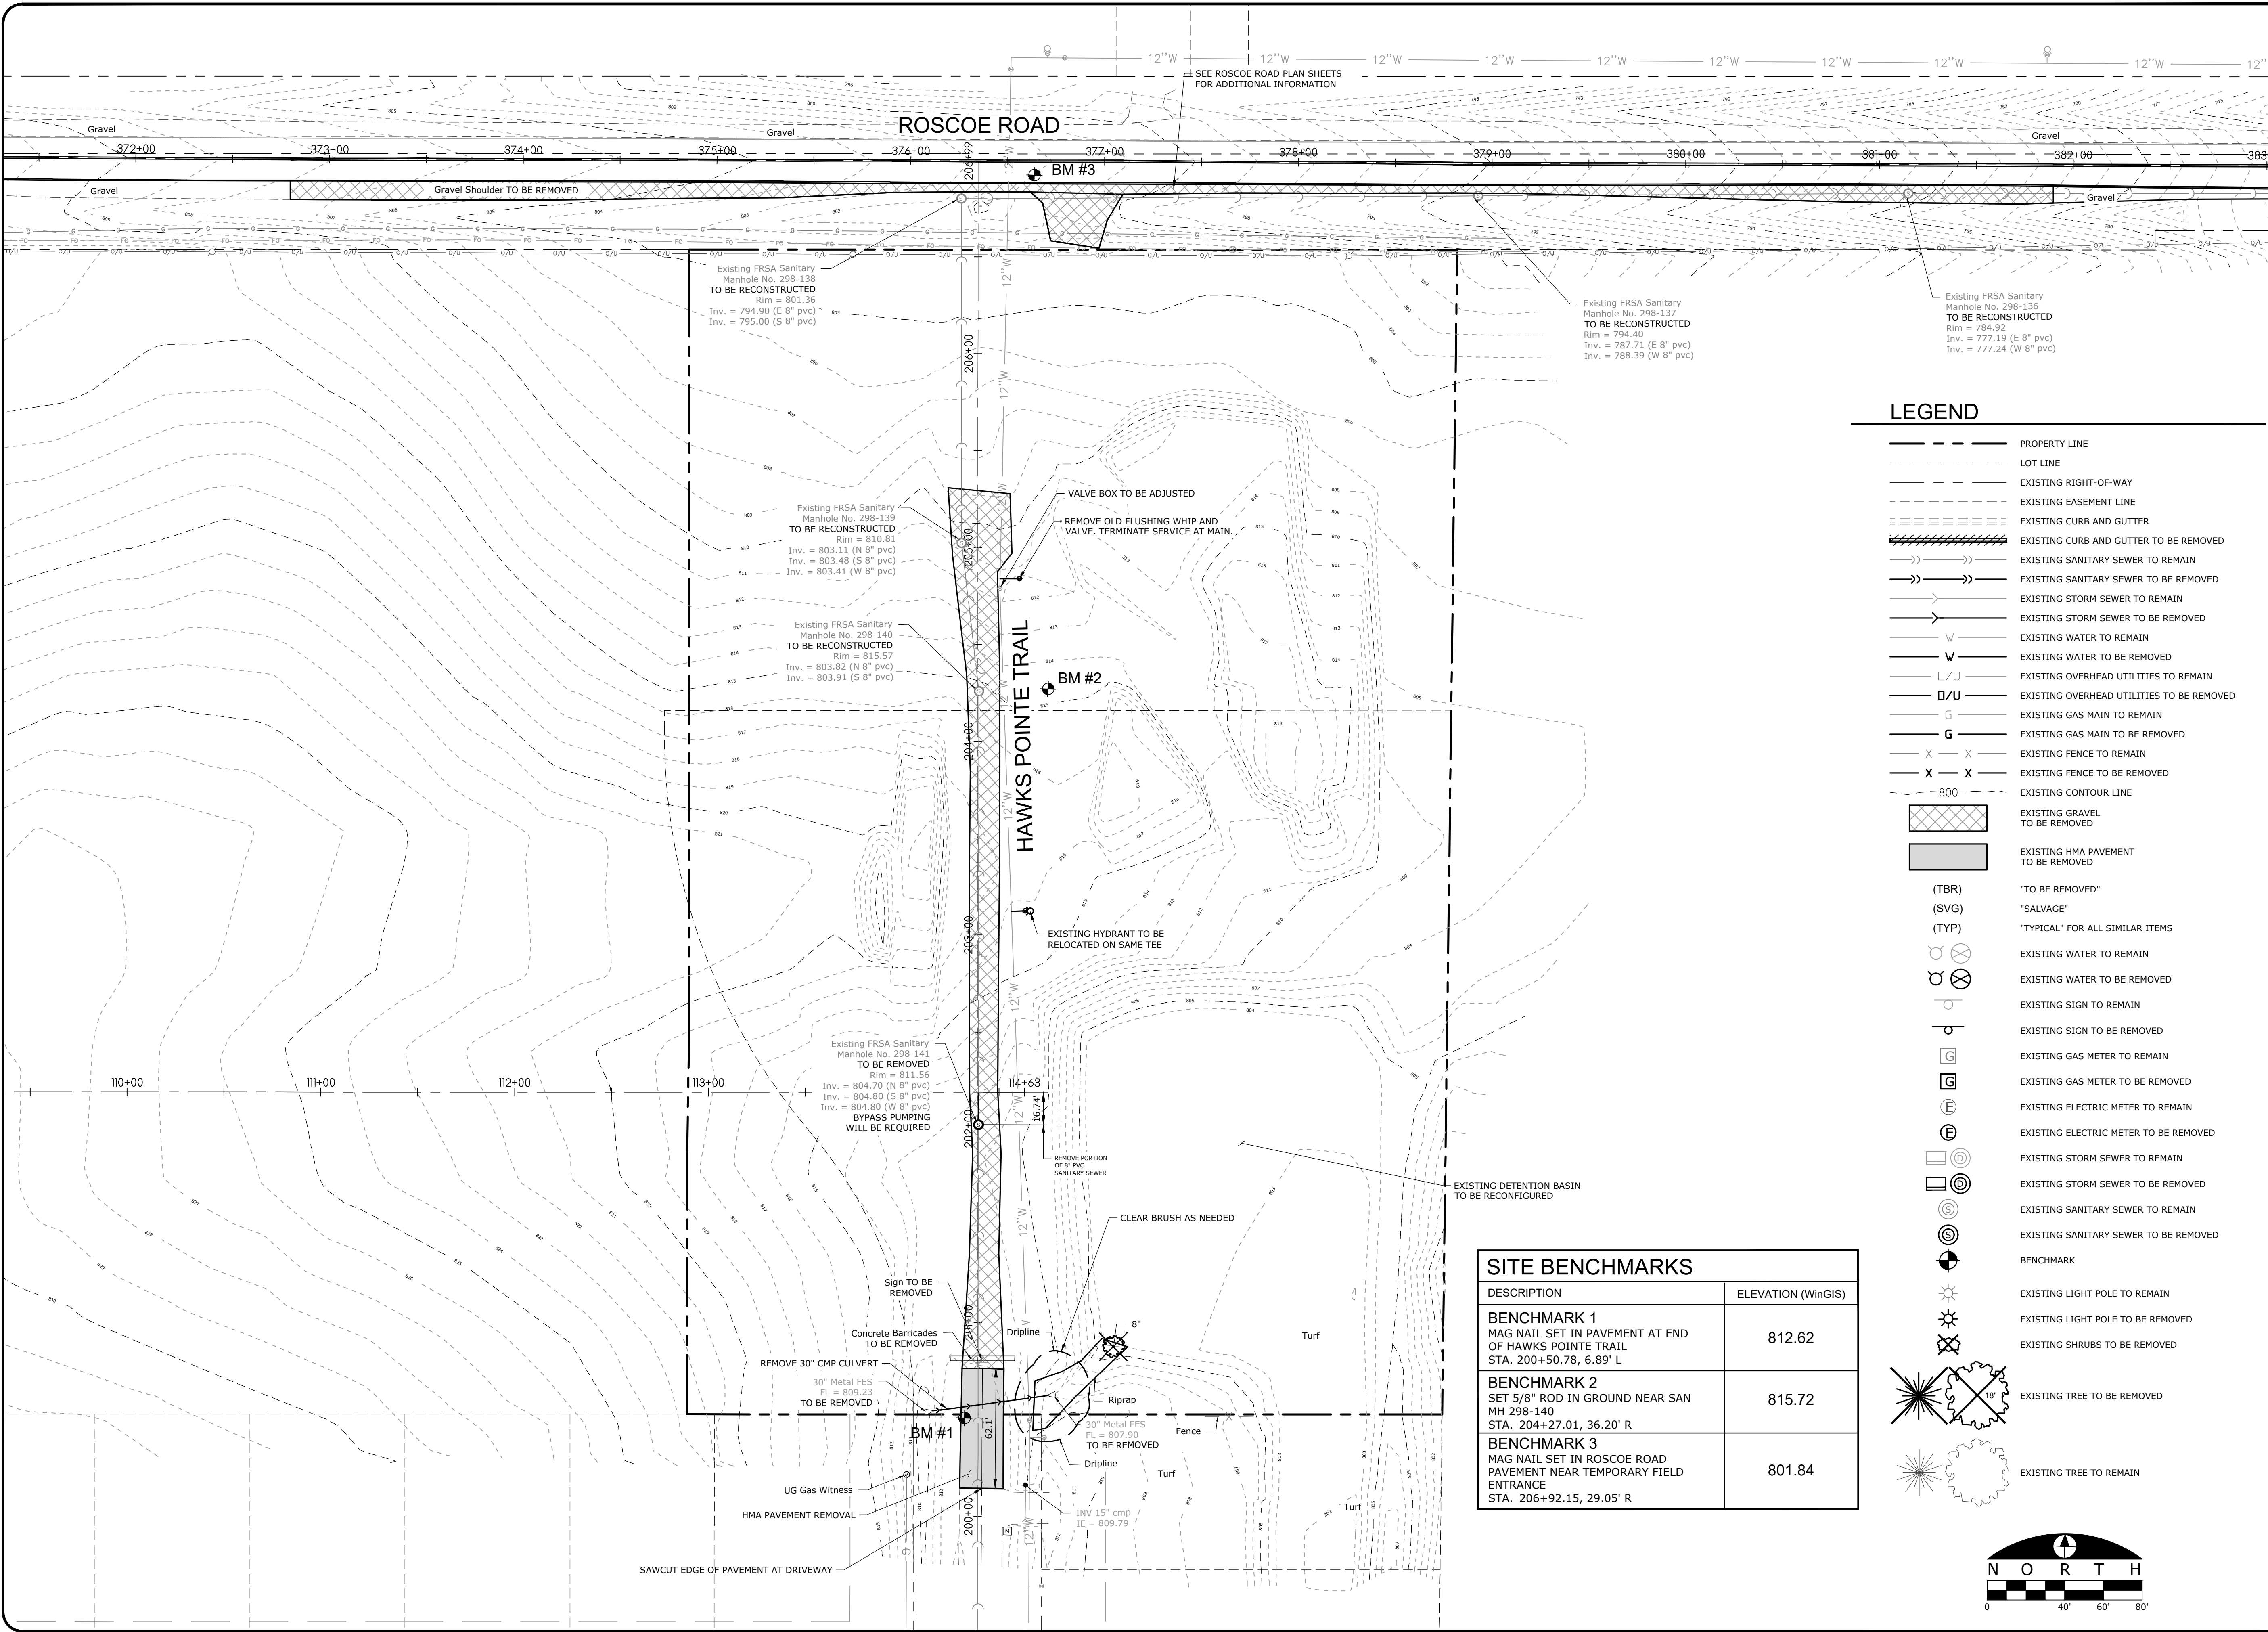 12"W 12"W 12"W 12"W 12"W 12"W 12"W 12"W 12"W 12"
SEE ROSCOE ROAD PLAN SHEETS
FOR ADDITIONAL INFORMATION
ROSCOE ROAD
Gravel
Gravel
Gravel
372+00 373+00 374+00 375+00 376+00 377+00 378+00 379+00 380+00 381+00 382+00 383
206+99
BM #3
Gravel
Gravel Shoulder TO BE REMOVED
Gravel
Existing FRSA Sanitary
Manhole No. 298-138
TO BE RECONSTRUCTED
Rim = 801.36
Inv. = 794.90 (E 8" pvc)
Inv. = 795.00 (S 8" pvc)
Existing FRSA Sanitary
Manhole No. 298-137
TO BE RECONSTRUCTED
Rim = 794.40
Inv. = 787.71 (E 8" pvc)
Inv. = 788.39 (W 8" pvc)
Existing FRSA Sanitary
Manhole No. 298-136
TO BE RECONSTRUCTED
Rim = 784.92
Inv. = 777.19 (E 8" pvc)
Inv. = 777.24 (W 8" pvc)
206+00
VALVE BOX TO BE ADJUSTED
REMOVE OLD FLUSHING WHIP AND
VALVE. TERMINATE SERVICE AT MAIN.
Existing FRSA Sanitary
Manhole No. 298-139
TO BE RECONSTRUCTED
Rim = 810.81
Inv. = 803.11 (N 8" pvc)
Inv. = 803.48 (S 8" pvc)
Inv. = 803.41 (W 8" pvc)
205+00
Existing FRSA Sanitary
Manhole No. 298-140
TO BE RECONSTRUCTED
Rim = 815.57
Inv. = 803.82 (N 8" pvc)
Inv. = 803.91 (S 8" pvc)
HAWKS POINTE TRAIL
BM #2
204+00
203+00
EXISTING HYDRANT TO BE
RELOCATED ON SAME TEE
Existing FRSA Sanitary
Manhole No. 298-141
TO BE REMOVED
Rim = 811.56
Inv. = 804.70 (N 8" pvc)
Inv. = 804.80 (S 8" pvc)
Inv. = 804.80 (W 8" pvc)
BYPASS PUMPING
WILL BE REQUIRED
110+00 111+00 112+00 113+00 114+63
16.74'
202+00
REMOVE PORTION
OF 8" PVC
SANITARY SEWER
EXISTING DETENTION BASIN
TO BE RECONFIGURED
CLEAR BRUSH AS NEEDED
Sign TO BE
REMOVED
201+00
Concrete Barricades
TO BE REMOVED
Dripline
8"
Turf
REMOVE 30" CMP CULVERT
30" Metal FES
FL = 809.23
TO BE REMOVED
Riprap
BM #1
62.1'
30" Metal FES
FL = 807.90
TO BE REMOVED
Fence
Dripline
Turf
UG Gas Witness
HMA PAVEMENT REMOVAL
200+00
INV 15" cmp
IE = 809.79
Turf
M
SAWCUT EDGE OF PAVEMENT AT DRIVEWAY
LEGEND
PROPERTY LINE
LOT LINE
EXISTING RIGHT-OF-WAY
EXISTING EASEMENT LINE
EXISTING CURB AND GUTTER
EXISTING CURB AND GUTTER TO BE REMOVED
EXISTING SANITARY SEWER TO REMAIN
EXISTING SANITARY SEWER TO BE REMOVED
EXISTING STORM SEWER TO REMAIN
EXISTING STORM SEWER TO BE REMOVED
W EXISTING WATER TO REMAIN
W EXISTING WATER TO BE REMOVED
O/U EXISTING OVERHEAD UTILITIES TO REMAIN
O/U EXISTING OVERHEAD UTILITIES TO BE REMOVED
G EXISTING GAS MAIN TO REMAIN
G EXISTING GAS MAIN TO BE REMOVED
X X EXISTING FENCE TO REMAIN
X X EXISTING FENCE TO BE REMOVED
800 EXISTING CONTOUR LINE
EXISTING GRAVEL
TO BE REMOVED
EXISTING HMA PAVEMENT
TO BE REMOVED
(TBR) "TO BE REMOVED"
(SVG) "SALVAGE"
(TYP) "TYPICAL" FOR ALL SIMILAR ITEMS
EXISTING WATER TO REMAIN
EXISTING WATER TO BE REMOVED
EXISTING SIGN TO REMAIN
EXISTING SIGN TO BE REMOVED
G EXISTING GAS METER TO REMAIN
G EXISTING GAS METER TO BE REMOVED
E EXISTING ELECTRIC METER TO REMAIN
E EXISTING ELECTRIC METER TO BE REMOVED
D EXISTING STORM SEWER TO REMAIN
D EXISTING STORM SEWER TO BE REMOVED
S EXISTING SANITARY SEWER TO REMAIN
S EXISTING SANITARY SEWER TO BE REMOVED
BENCHMARK
EXISTING LIGHT POLE TO REMAIN
EXISTING LIGHT POLE TO BE REMOVED
EXISTING SHRUBS TO BE REMOVED
18" EXISTING TREE TO BE REMOVED
EXISTING TREE TO REMAIN
SITE BENCHMARKS
DESCRIPTION ELEVATION (WinGIS)
BENCHMARK 1
MAG NAIL SET IN PAVEMENT AT END
OF HAWKS POINTE TRAIL
STA. 200+50.78, 6.89' L
812.62
BENCHMARK 2
SET 5/8" ROD IN GROUND NEAR SAN
MH 298-140
STA. 204+27.01, 36.20' R
815.72
BENCHMARK 3
MAG NAIL SET IN ROSCOE ROAD
PAVEMENT NEAR TEMPORARY FIELD
ENTRANCE
STA. 206+92.15, 29.05' R
801.84
NORTH
0 40' 60' 80'